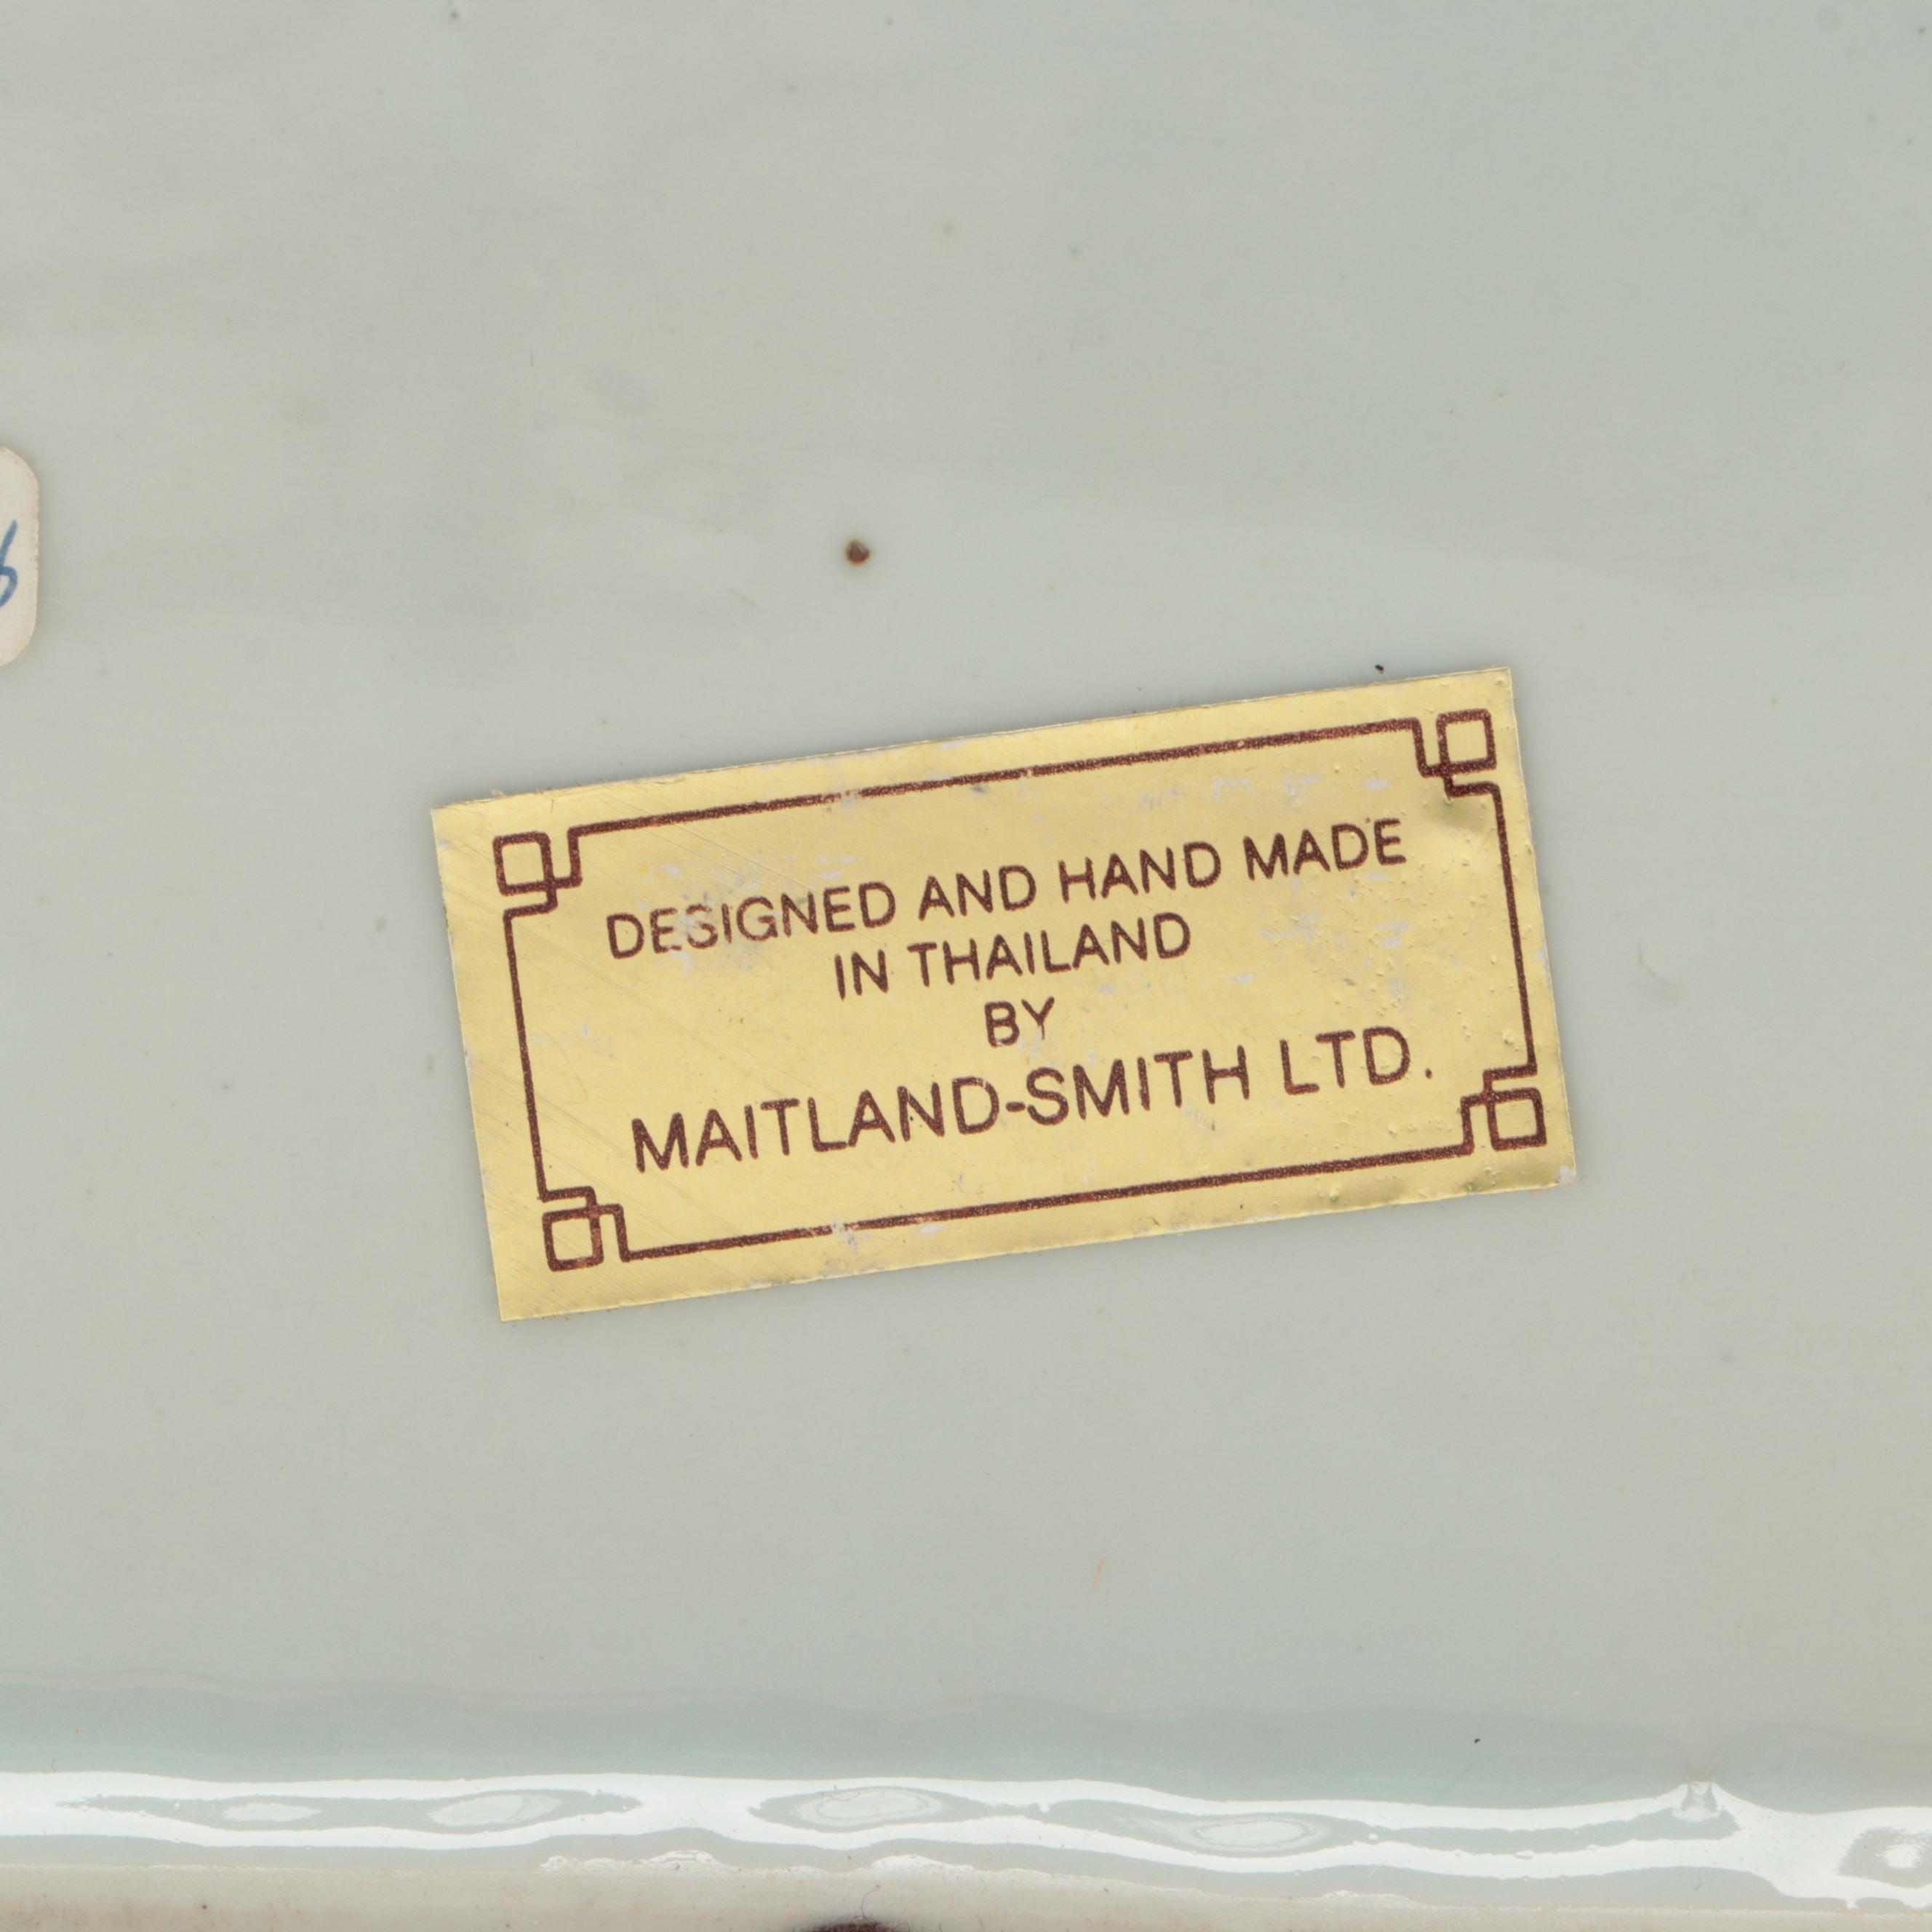 DESIGNED AND HAND MADE
IN THAILAND
BY
MAITLAND-SMITH LTD.